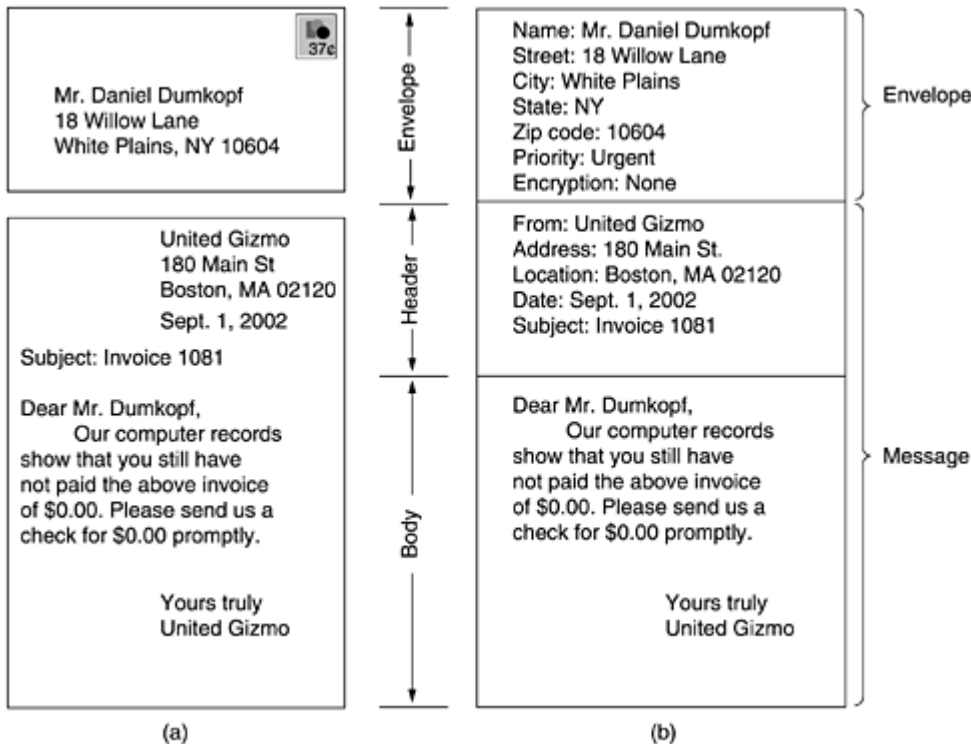 37¢
Mr. Daniel Dumkopf
18 Willow Lane
White Plains, NY 10604
United Gizmo
180 Main St
Boston, MA 02120
Sept. 1, 2002
Subject: Invoice 1081
Dear Mr. Dumkopf,
Our computer records
show that you still have
not paid the above invoice
of $0.00. Please send us a
check for $0.00 promptly.
Yours truly
United Gizmo
(a)
Envelope
Header
Body
Name: Mr. Daniel Dumkopf
Street: 18 Willow Lane
City: White Plains
State: NY
Zip code: 10604
Priority: Urgent
Encryption: None
From: United Gizmo
Address: 180 Main St.
Location: Boston, MA 02120
Date: Sept. 1, 2002
Subject: Invoice 1081
Dear Mr. Dumkopf,
Our computer records
show that you still have
not paid the above invoice
of $0.00. Please send us a
check for $0.00 promptly.
Yours truly
United Gizmo
(b)
Envelope
Message